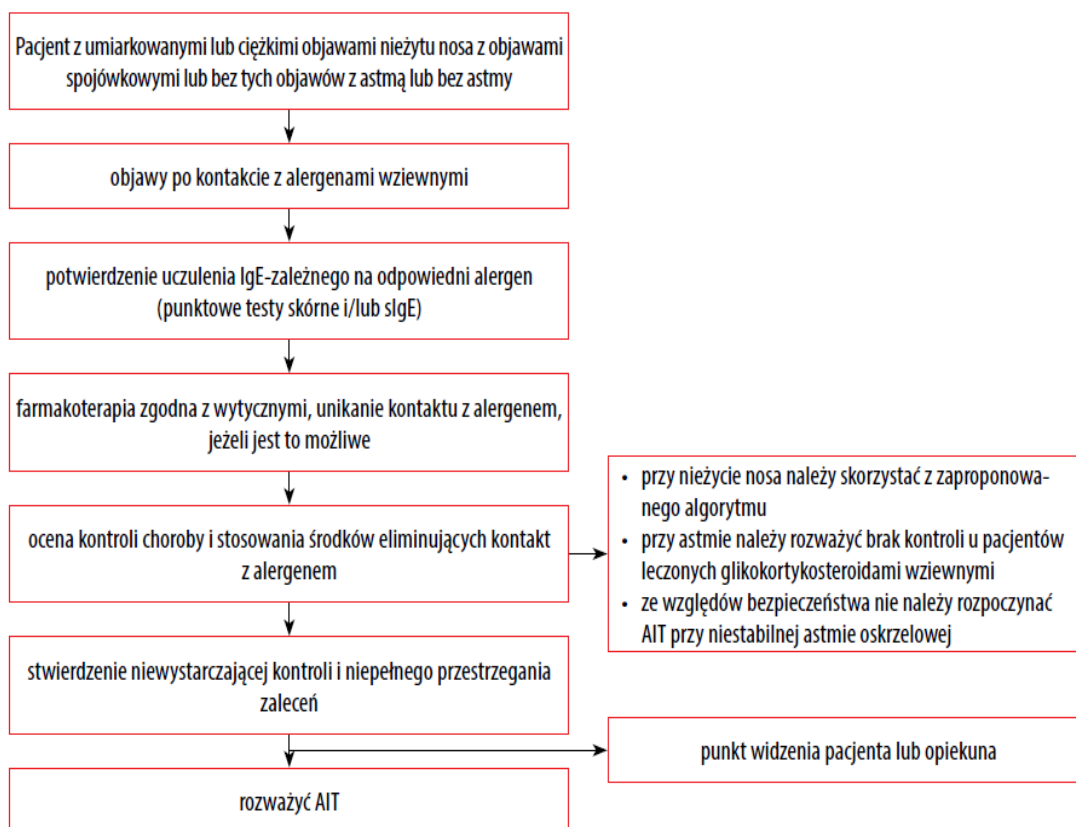 Pacjent z umiarkowanymi lub ciężkimi objawami nieżytu nosa z objawami
spojówkowymi lub bez tych objawów z astmą lub bez astmy
objawy po kontakcie z alergenami wziewnymi
potwierdzenie uczulenia IgE-zależnego na odpowiedni alergen
(punktowe testy skórne i/lub sIgE)
farmakoterapia zgodna z wytycznymi, unikanie kontaktu z alergenem,
jeżeli jest to możliwe
ocena kontroli choroby i stosowania środków eliminujących kontakt
z alergenem
• przy nieżycie nosa należy skorzystać z zaproponowa-
nego algorytmu
• przy astmie należy rozważyć brak kontroli u pacjentów
leczonych glikokortykosteroidami wziewnymi
• ze względów bezpieczeństwa nie należy rozpoczynać
AIT przy niestabilnej astmie oskrzelowej
stwierdzenie niewystarczającej kontroli i niepełnego przestrzegania
zaleceń
punkt widzenia pacjenta lub opiekuna
rozważyć AIT